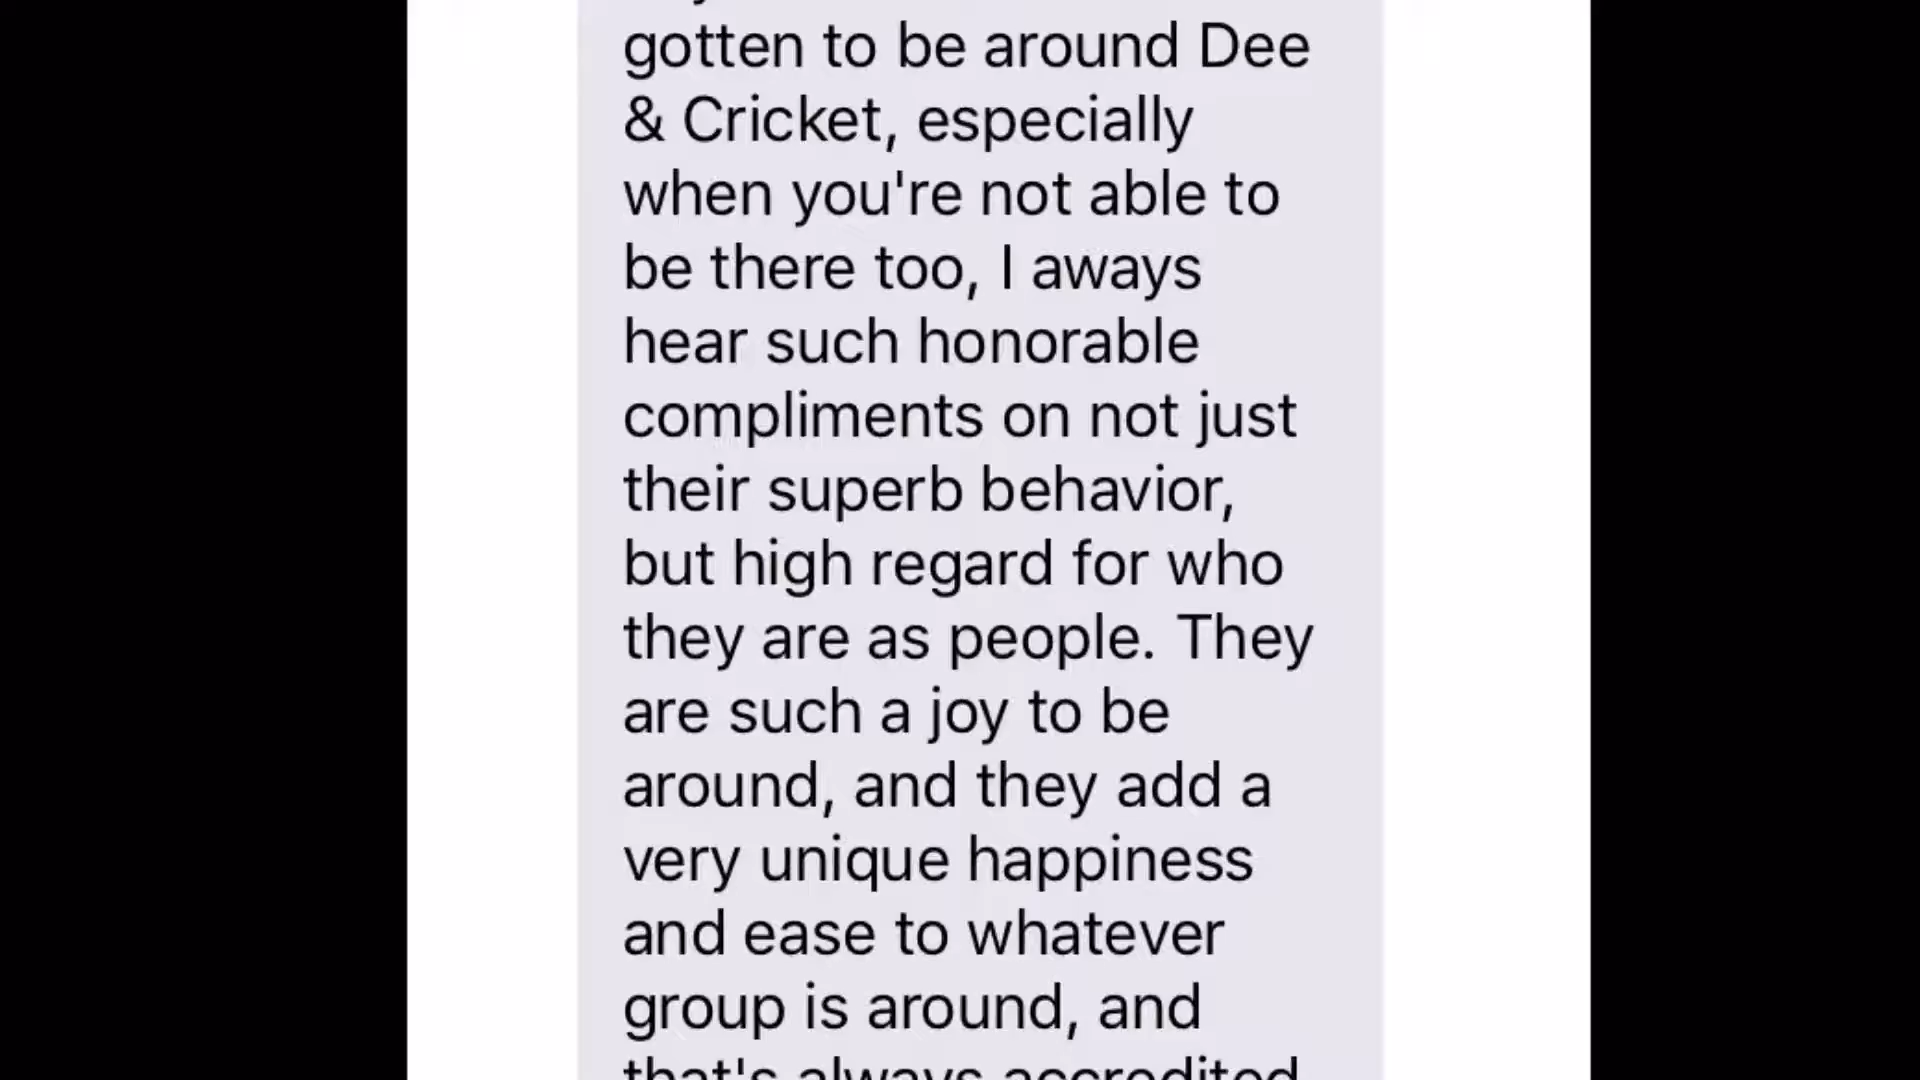 gotten to be around Dee
& Cricket, especially
when you're not able to
be there too, I aways
hear such honorable
compliments on not just
their superb behavior,
but high regard for who
they are as people. They
are such a joy to be
around, and they add a
very unique happiness
and ease to whatever
group is around, and
that's always accredited